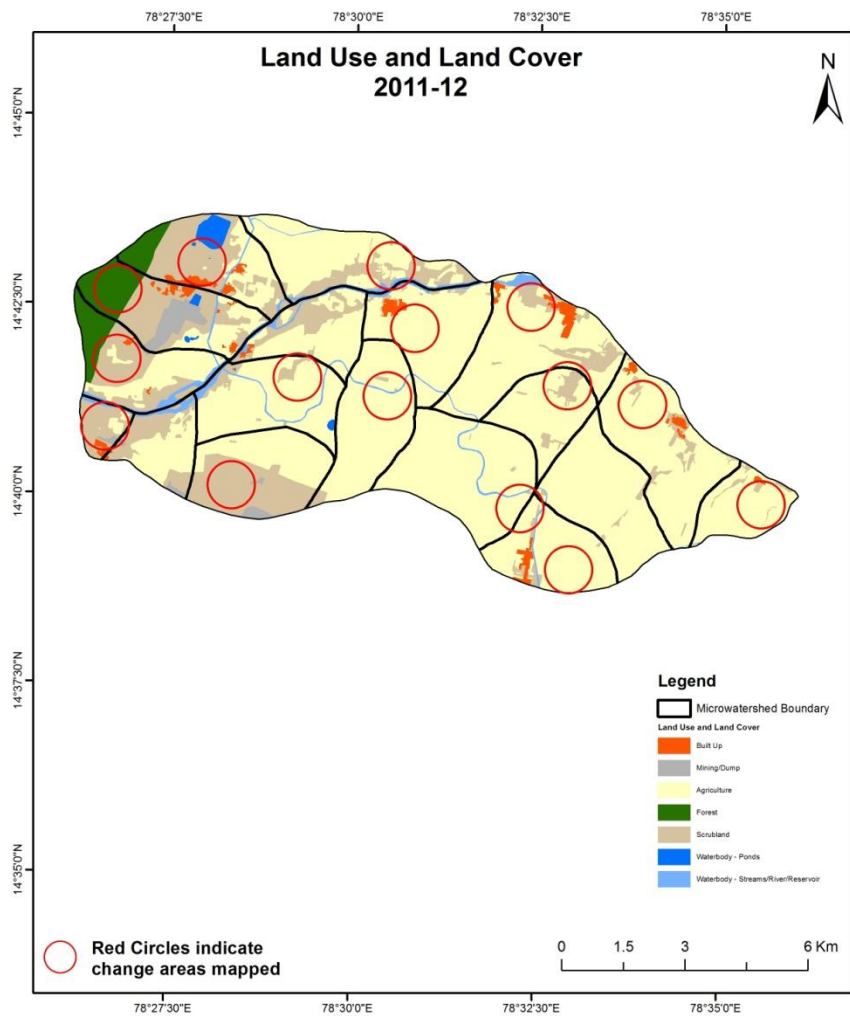 78°27'30"E 78°30'0"E 78°32'30"E 78°35'0"E
Land Use and Land Cover
2011-12
N
14°45'0"N
14°42'30"N
14°40'0"N
14°37'30"N
14°35'0"N
Legend
Microwatershed Boundary
Land Use and Land Cover
Built Up
Mining/Dump
Agriculture
Forest
Scrubland
Waterbody - Ponds
Waterbody - Streams/River/Reservoir
Red Circles indicate
change areas mapped
0 1.5 3 6 Km
78°27'30"E 78°30'0"E 78°32'30"E 78°35'0"E